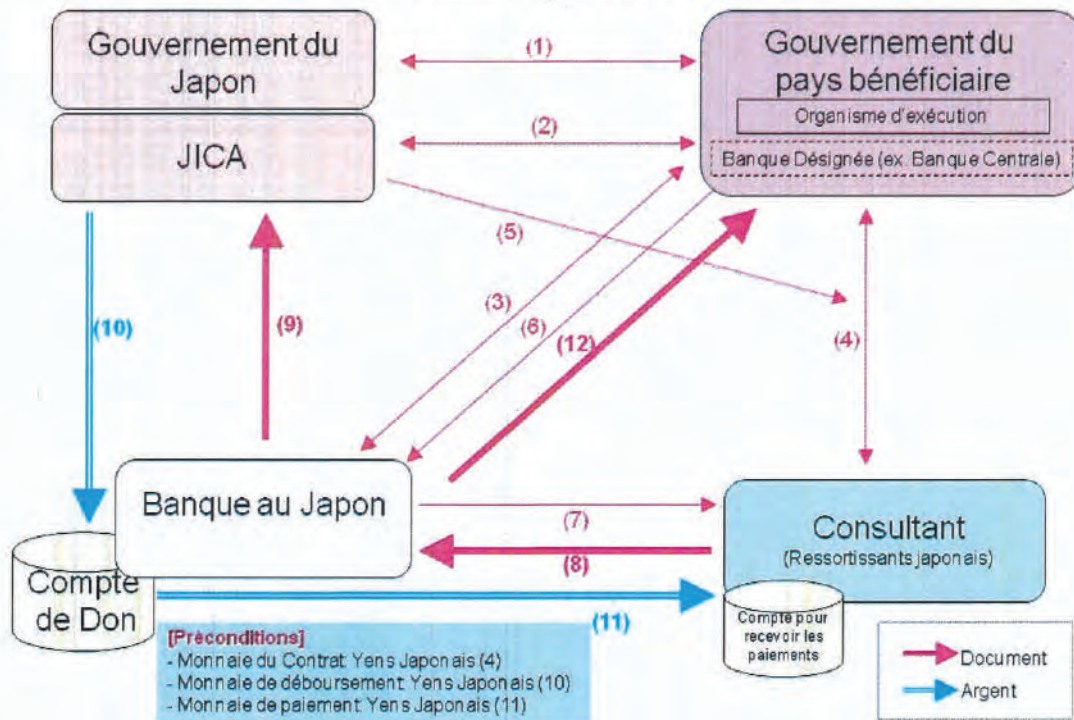 Gouvernement du
Japon
JICA
(1)
(2)
Gouvernement du
pays bénéficiaire
Organisme d'exécution
Banque Désignée (ex. Banque Centrale)
(5)
(3)
(6)
(12)
(4)
(10)
(9)
Banque au Japon
(7)
(8)
Consultant
(Ressortissants japonais)
Compte
de Don
(11)
Compte pour
recevoir les
paiements
[Préconditions]
- Monnaie du Contrat: Yens Japonais (4)
- Monnaie de déboursement: Yens Japonais (10)
- Monnaie de paiement: Yens Japonais (11)
Document
Argent